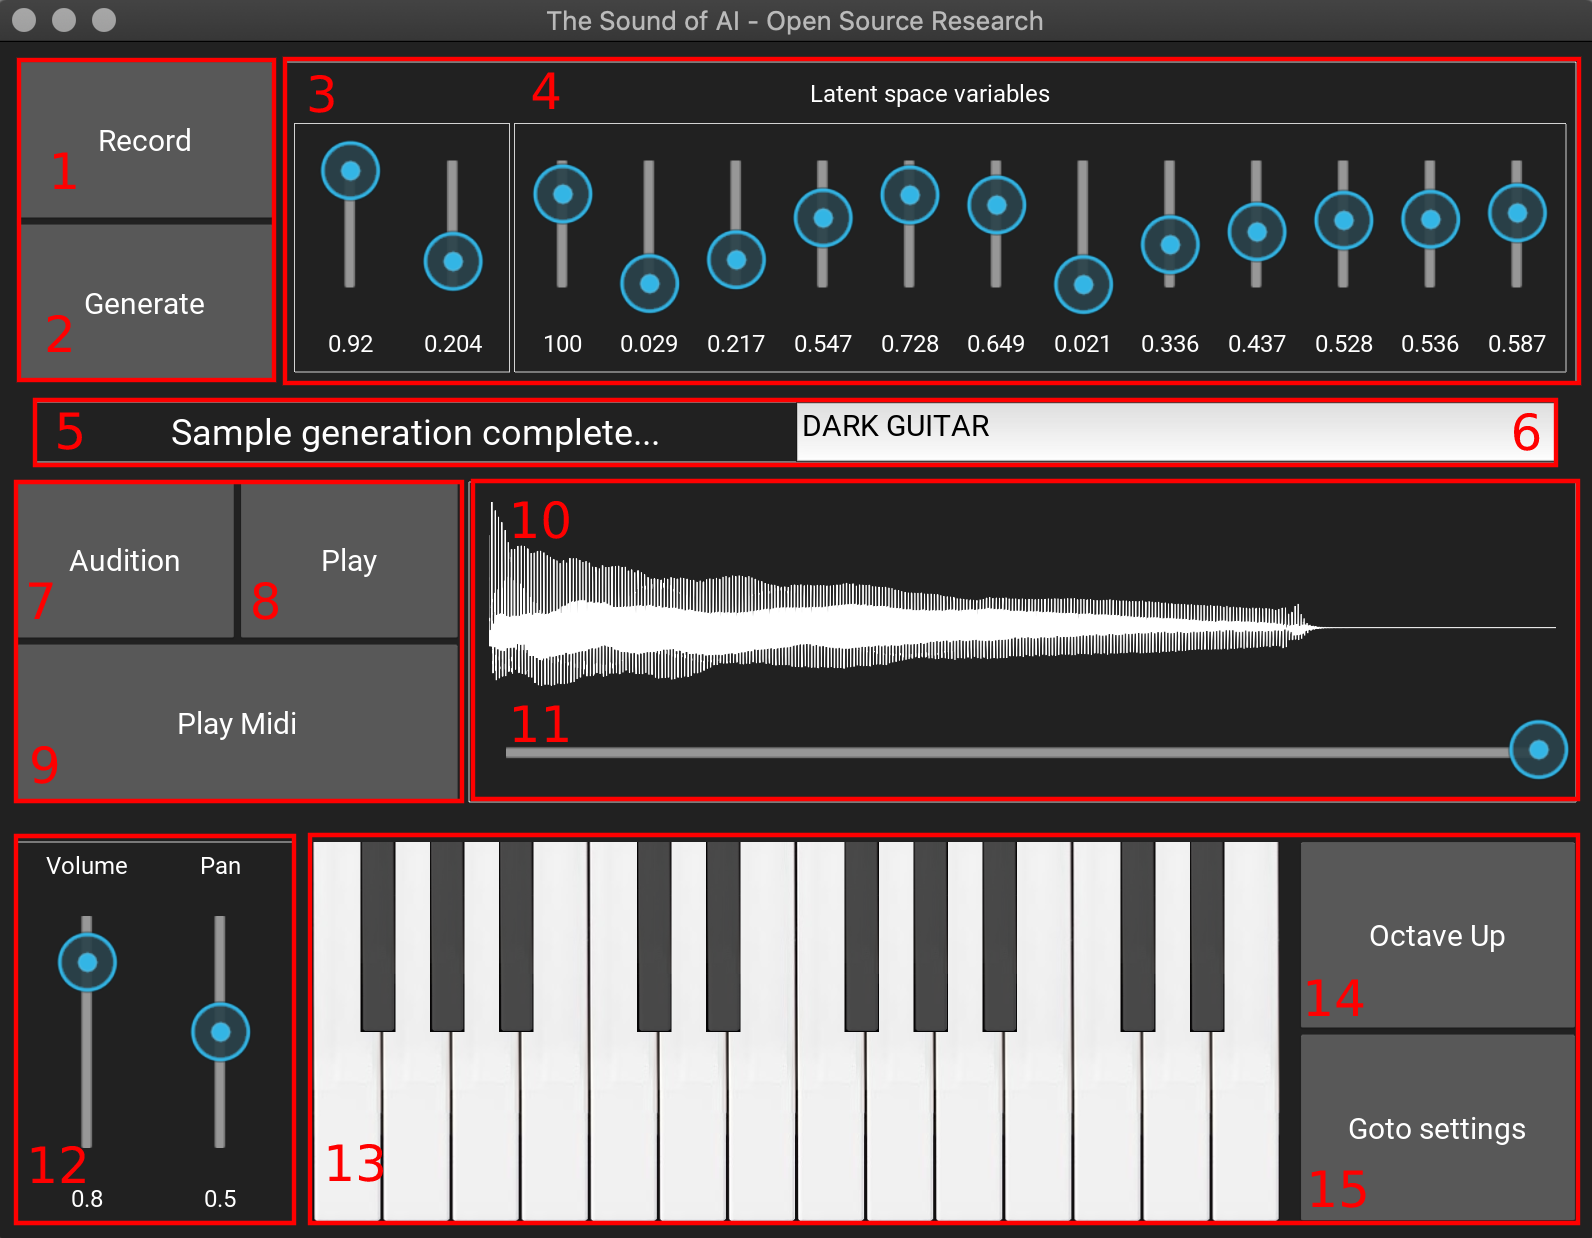 The Sound of AI - Open Source Research
Record
1
Generate
2
3
4
Latent space variables
0.92 0.204 100 0.029 0.217 0.547 0.728 0.649 0.021 0.336 0.437 0.528 0.536 0.587
5 Sample generation complete... DARK GUITAR 6
Audition
7
Play
8
Play Midi
9
10
11
Volume Pan
12
0.8 0.5
13
Octave Up
14
Goto settings
15